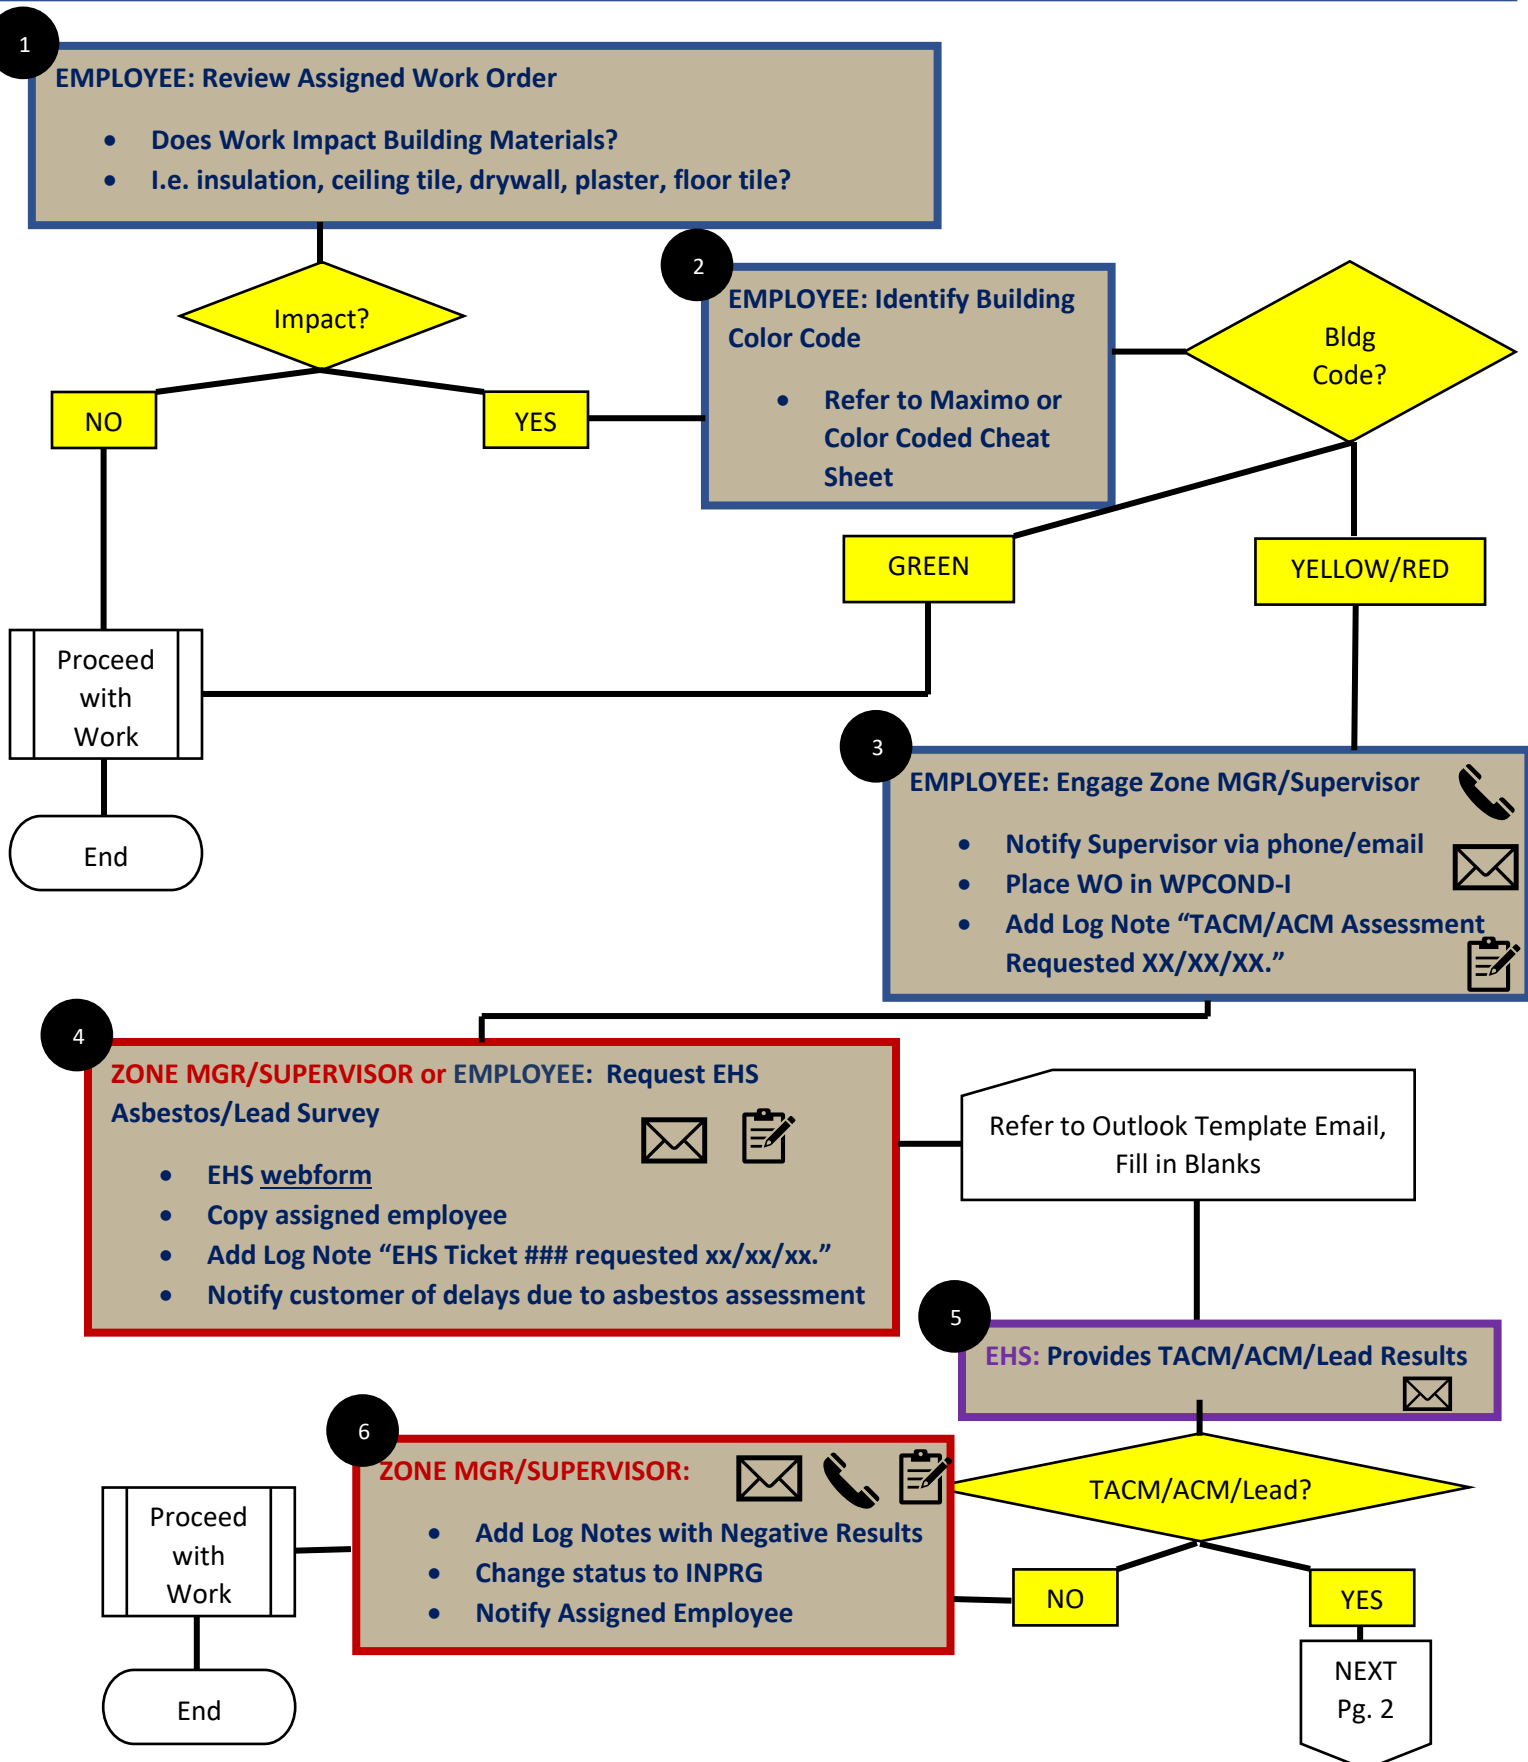 1
EMPLOYEE: Review Assigned Work Order
• Does Work Impact Building Materials?
• I.e. insulation, ceiling tile, drywall, plaster, floor tile?
Impact?
NO
YES
2
EMPLOYEE: Identify Building
Color Code
• Refer to Maximo or
Color Coded Cheat
Sheet
Bldg
Code?
GREEN
YELLOW/RED
Proceed
with
Work
End
3
EMPLOYEE: Engage Zone MGR/Supervisor
• Notify Supervisor via phone/email
• Place WO in WPCOND-I
• Add Log Note “TACM/ACM Assessment
Requested XX/XX/XX.”
4
ZONE MGR/SUPERVISOR or EMPLOYEE: Request EHS
Asbestos/Lead Survey
• EHS webform
• Copy assigned employee
• Add Log Note “EHS Ticket ### requested xx/xx/xx.”
• Notify customer of delays due to asbestos assessment
Refer to Outlook Template Email,
Fill in Blanks
5
EHS: Provides TACM/ACM/Lead Results
TACM/ACM/Lead?
NO
YES
6
ZONE MGR/SUPERVISOR:
• Add Log Notes with Negative Results
• Change status to INPRG
• Notify Assigned Employee
Proceed
with
Work
End
NEXT
Pg. 2